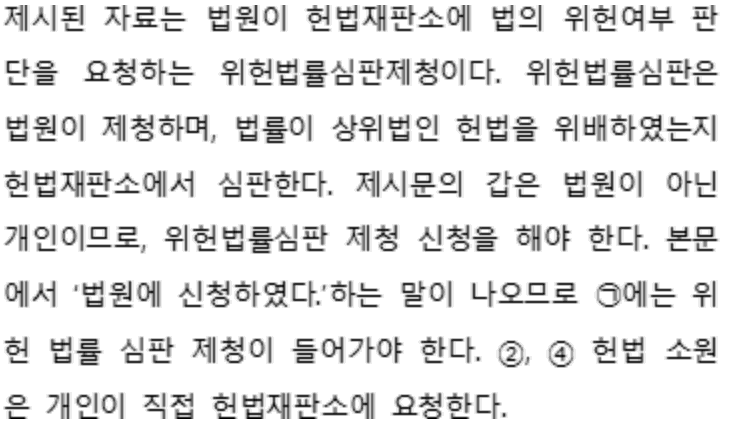 제시된 자료는 법원이 헌법재판소에 법의 위헌여부 판
단을 요청하는 위헌법률심판제청이다. 위헌법률심판은
법원이 제청하며, 법률이 상위법인 헌법을 위배하였는지
헌법재판소에서 심판한다. 제시문의 갑은 법원이 아닌
개인이므로, 위헌법률심판 제청 신청을 해야 한다. 본문
에서 ‘법원에 신청하였다.’하는 말이 나오므로 ㉠에는 위
헌 법률 심판 제청이 들어가야 한다. ②, ④ 헌법 소원
은 개인이 직접 헌법재판소에 요청한다.